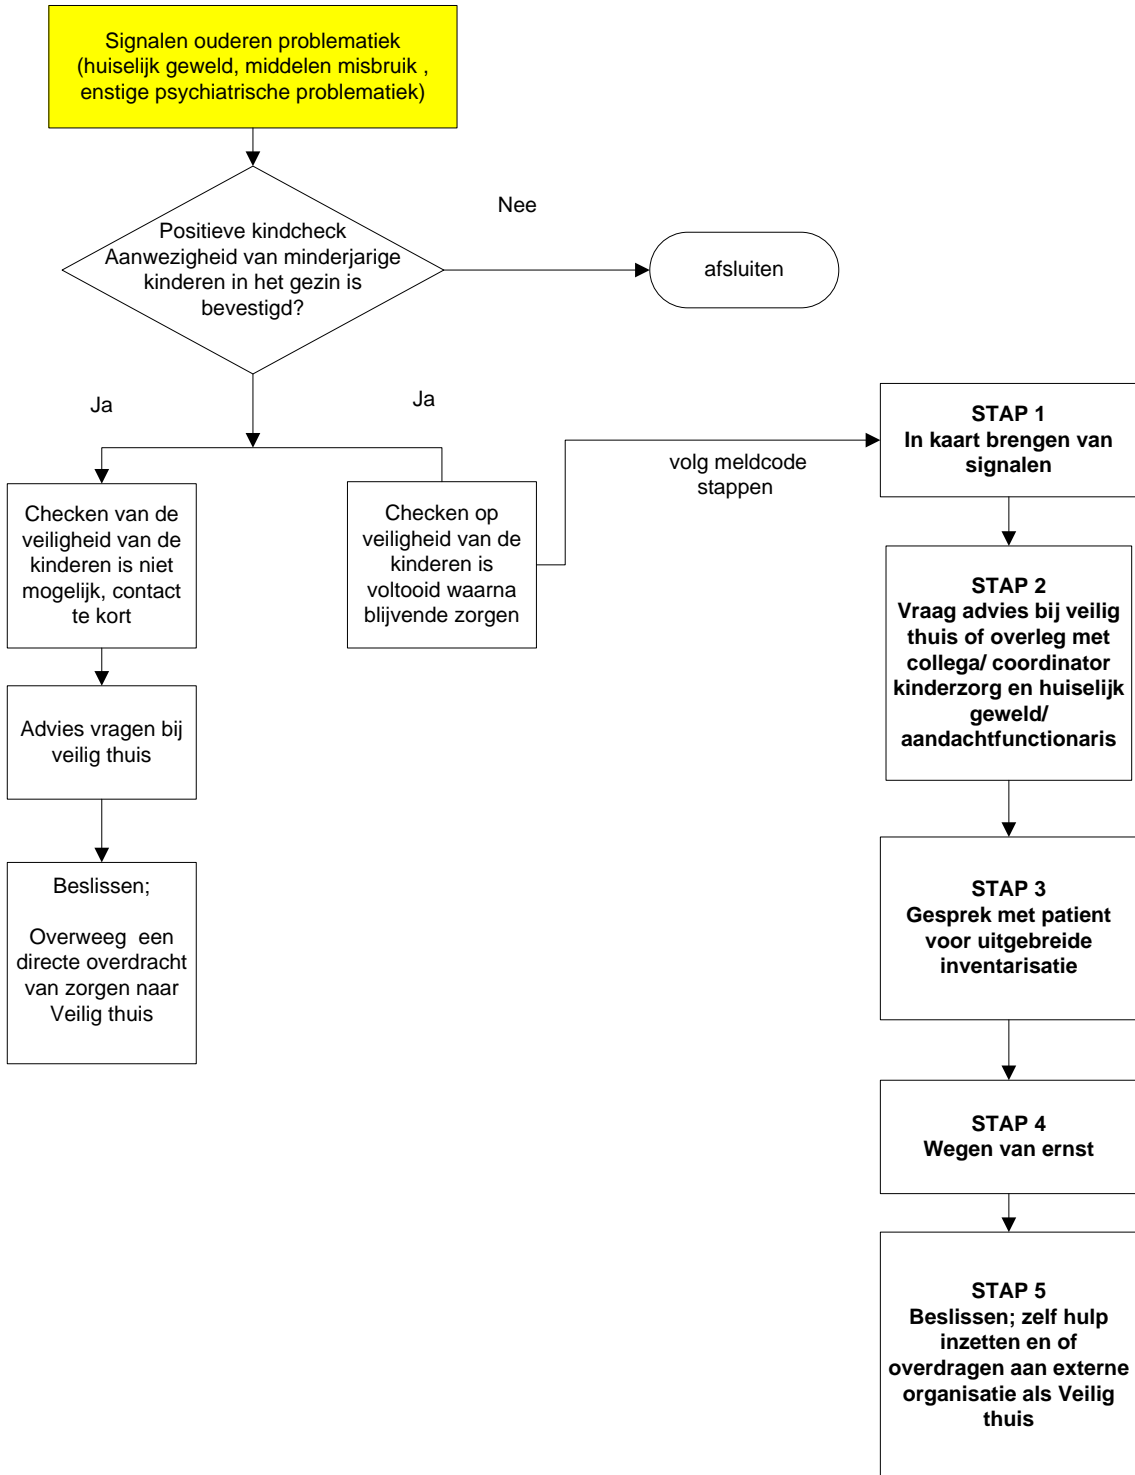 Signalen ouderen problematiek
(huiselijk geweld, middelen misbruik ,
enstige psychiatrische problematiek)
Positieve kindcheck
Aanwezigheid van minderjarige
kinderen in het gezin is
bevestigd?
Nee
afsluiten
Ja
Ja
Checken van de
veiligheid van de
kinderen is niet
mogelijk, contact
te kort
Advies vragen bij
veilig thuis
Beslissen;
Overweeg een
directe overdracht
van zorgen naar
Veilig thuis
Checken op
veiligheid van de
kinderen is
voltooid waarna
blijvende zorgen
volg meldcode
stappen
STAP 1
In kaart brengen van
signalen
STAP 2
Vraag advies bij veilig
thuis of overleg met
collega/ coordinator
kinderzorg en huiselijk
geweld/
aandachtfunctionaris
STAP 3
Gesprek met patient
voor uitgebreide
inventarisatie
STAP 4
Wegen van ernst
STAP 5
Beslissen; zelf hulp
inzetten en of
overdragen aan externe
organisatie als Veilig
thuis